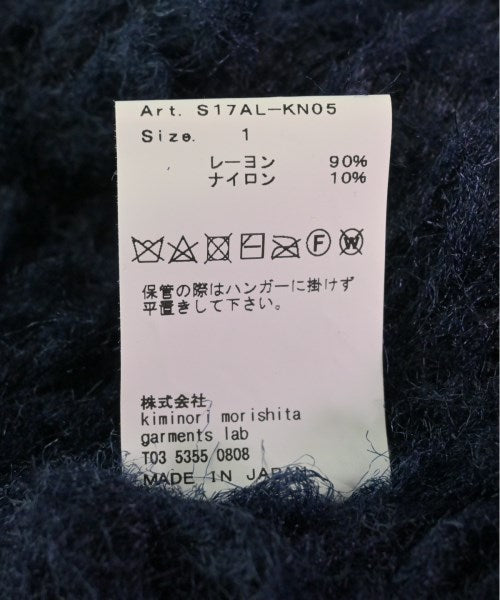 Art. S17AL-KN05
Size. 1
レーヨン 90%
ナイロン 10%
F W
保管の際はハンガーに掛けず
平置きして下さい。
株式会社
kiminori morishita
garments lab
T03 5355 0808
MADE IN JAPAN